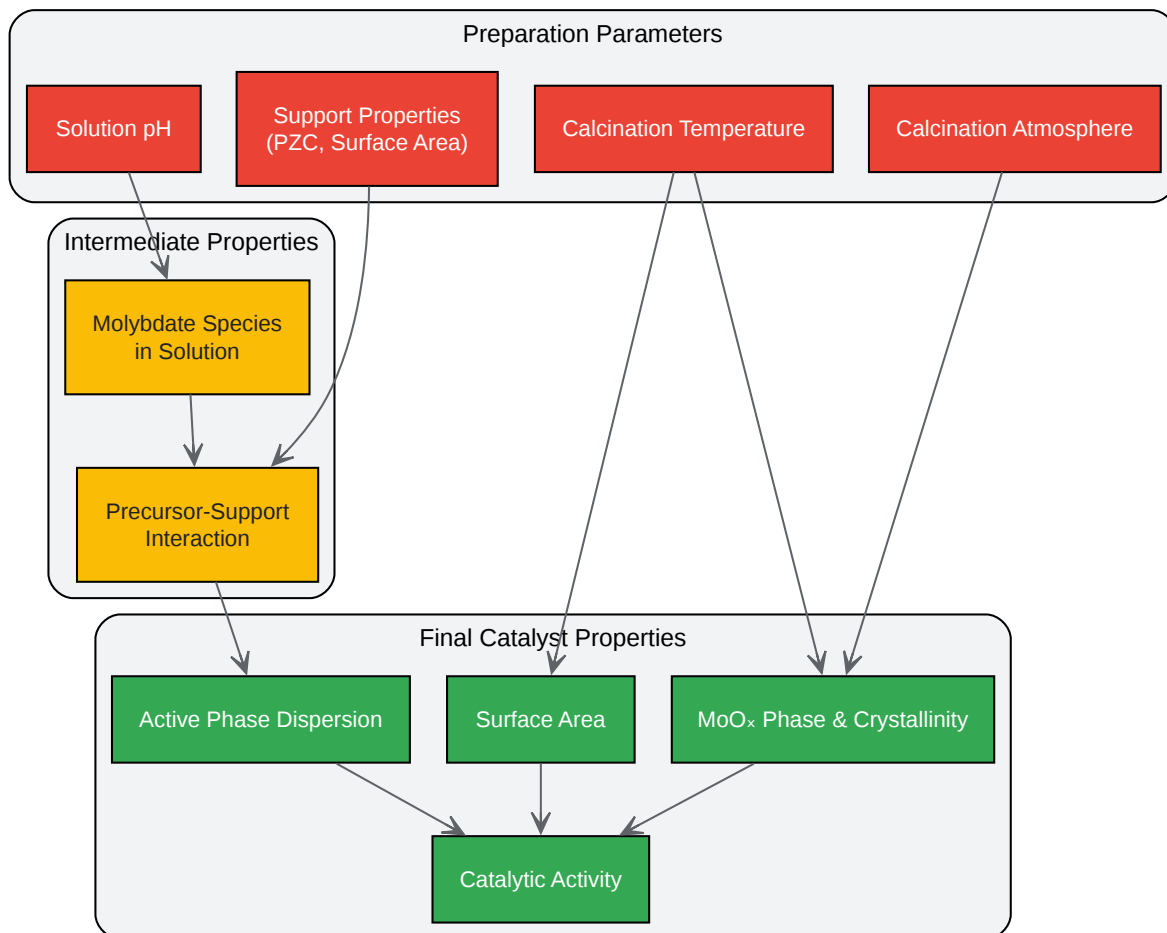 Preparation Parameters
Solution pH
Support Properties
(PZC, Surface Area)
Calcination Temperature
Calcination Atmosphere
Intermediate Properties
Molybdate Species
in Solution
Precursor-Support
Interaction
Final Catalyst Properties
Active Phase Dispersion
Surface Area
MoOₓ Phase & Crystallinity
Catalytic Activity